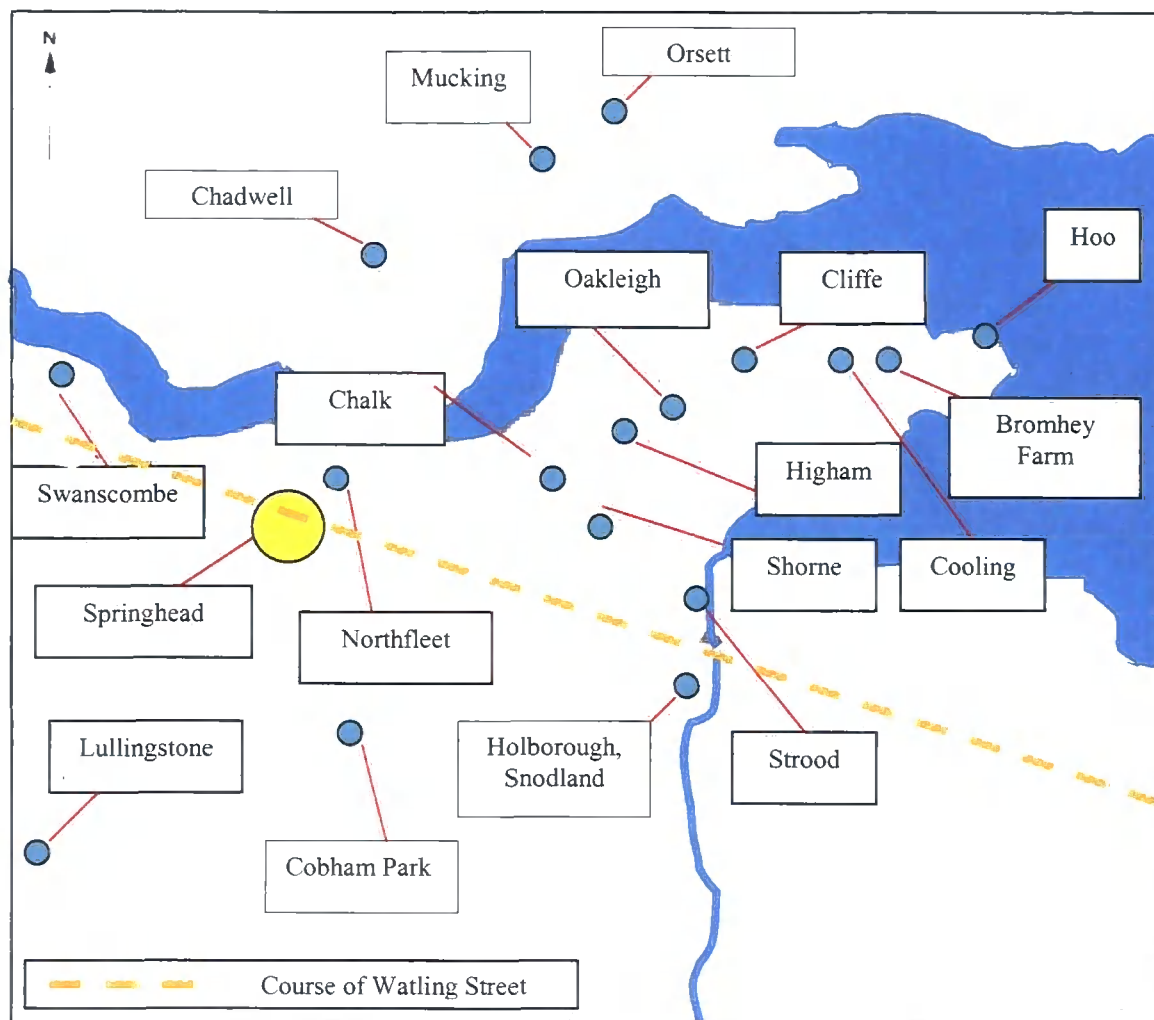 N
Orsett
Mucking
Chadwell
Hoo
Oakleigh
Cliffe
Chalk
Bromhey
Farm
Higham
Swanscombe
Shorne
Cooling
Springhead
Northfleet
Lullingstone
Holborough,
Snodland
Strood
Cobham Park
Course of Watling Street